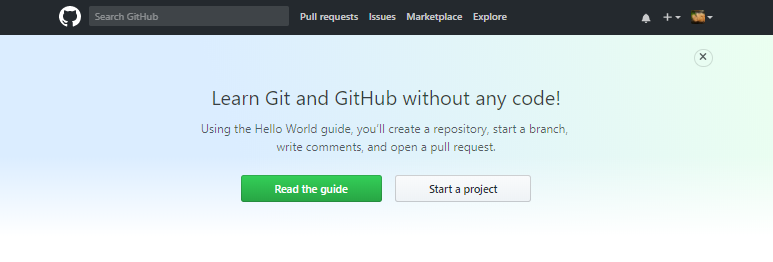 Search GitHub Pull requests Issues Marketplace Explore
Learn Git and GitHub without any code!
Using the Hello World guide, you'll create a repository, start a branch,
write comments, and open a pull request.
Read the guide Start a project